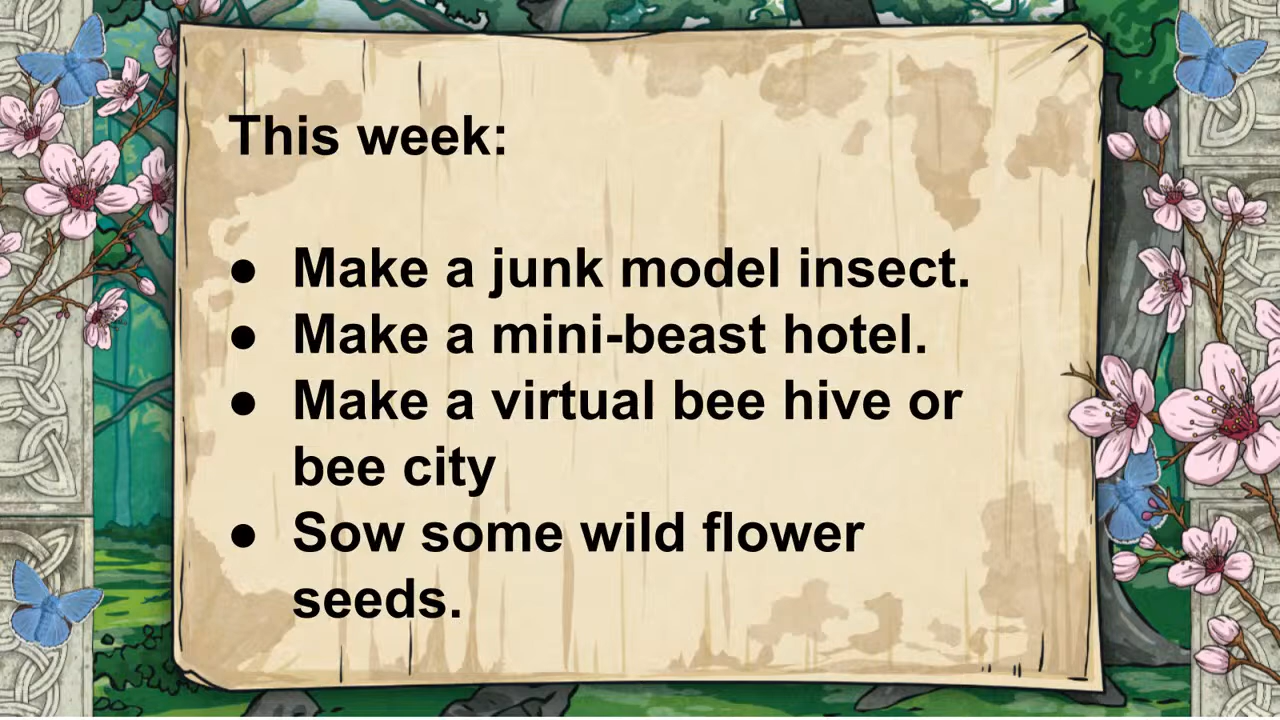 This week:
● Make a junk model insect.
● Make a mini-beast hotel.
● Make a virtual bee hive or
bee city
● Sow some wild flower
seeds.